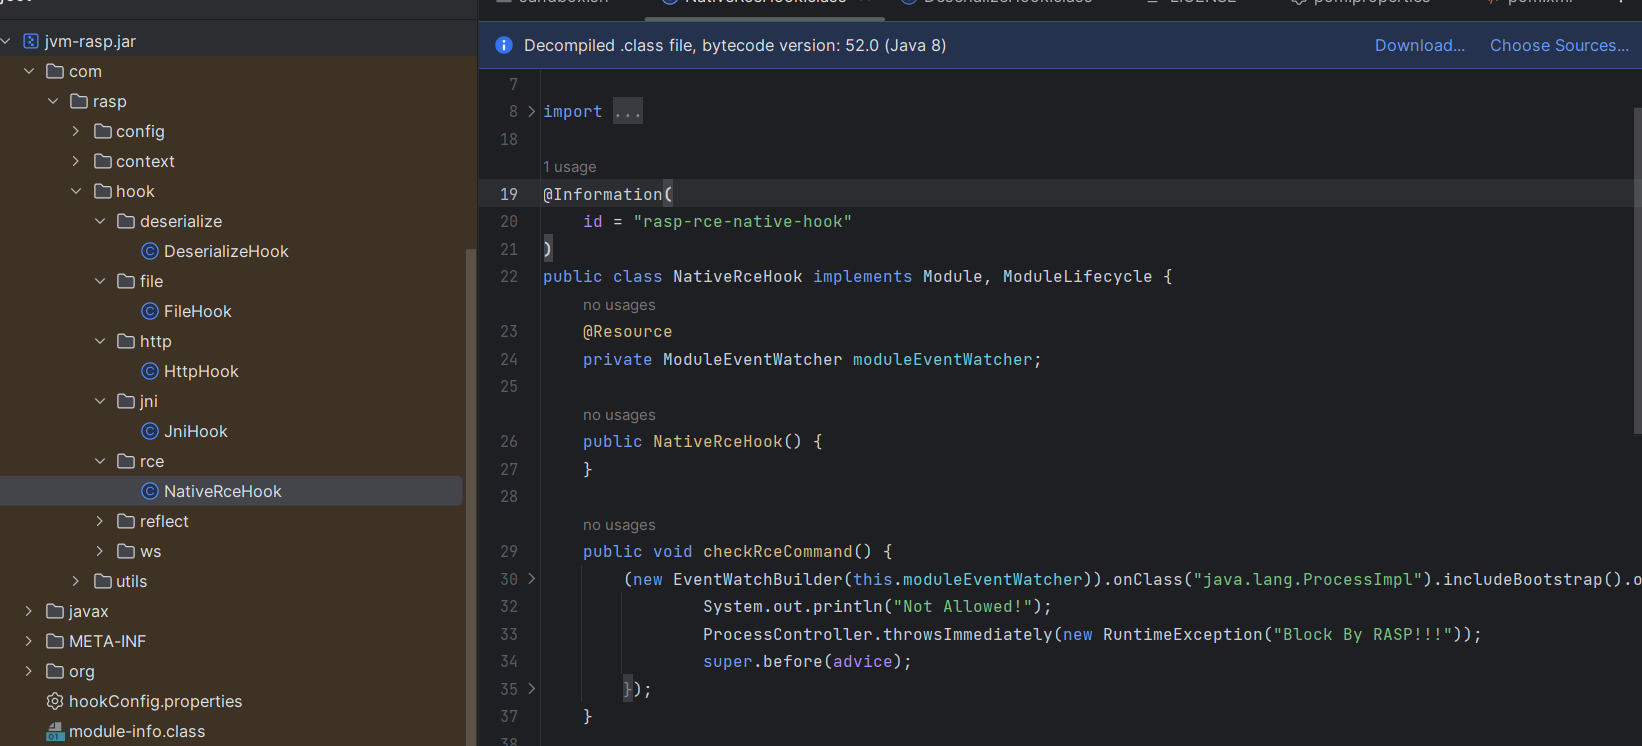 jvm-rasp.jar
com
rasp
config
context
hook
deserialize
DeserializeHook
file
FileHook
http
HttpHook
jni
JniHook
rce
NativeRceHook
reflect
ws
utils
javax
META-INF
org
hookConfig.properties
module-info.class
Decompiled .class file, bytecode version: 52.0 (Java 8)
Download... Choose Sources...
7
8 import ...
18
1 usage
19 @Information(
20 id = "rasp-rce-native-hook"
21 )
22 public class NativeRceHook implements Module, ModuleLifecycle {
no usages
23 @Resource
24 private ModuleEventWatcher moduleEventWatcher;
25
no usages
26 public NativeRceHook() {
27 }
28
no usages
29 public void checkRceCommand() {
30 (new EventWatchBuilder(this.moduleEventWatcher)).onClass("java.lang.ProcessImpl").includeBootstrap().o
32 System.out.println("Not Allowed!");
33 ProcessController.throwsImmediately(new RuntimeException("Block By RASP!!!"));
34 super.before(advice);
35 });
37 }
38